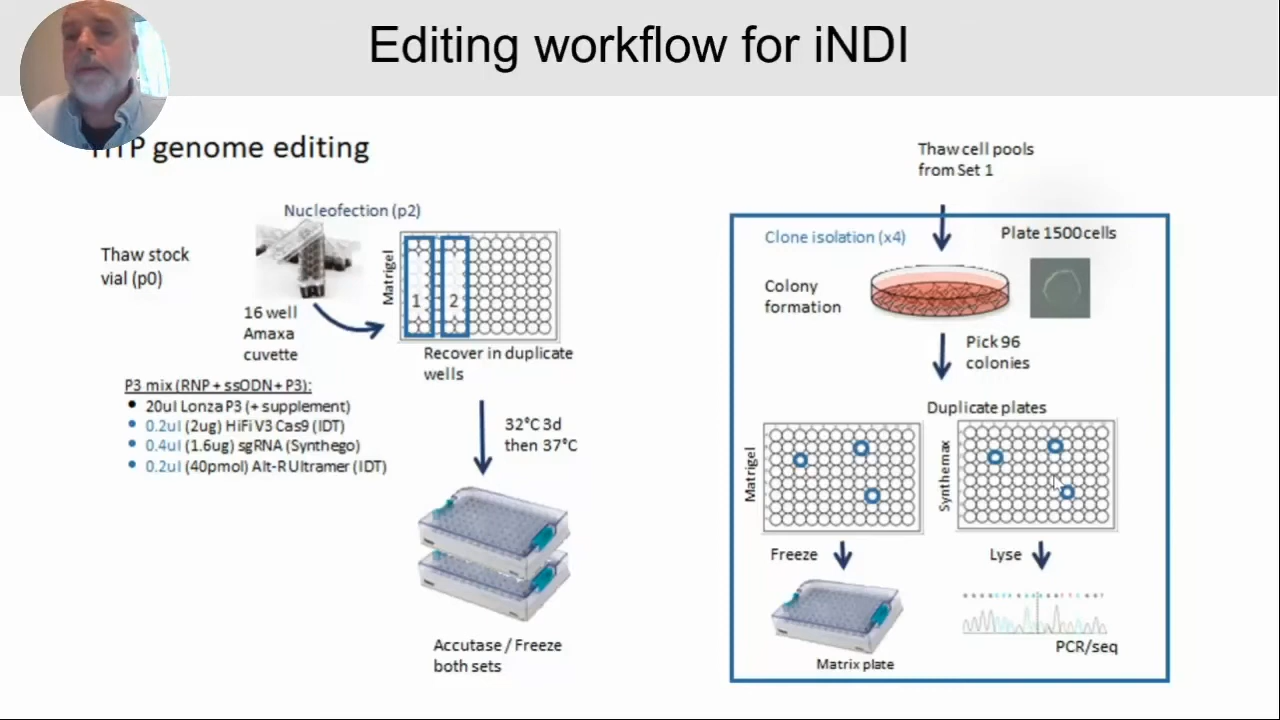 Editing workflow for iNDI
HTP genome editing
Nucleofection (p2)
Thaw stock
vial (p0)
16 well
Amaxa
cuvette
Matrigel
1
2
Recover in duplicate
wells
P3 mix (RNP + ssODN + P3):
• 20ul Lonza P3 (+ supplement)
• 0.2ul (2ug) HiFi V3 Cas9 (IDT)
• 0.4ul (1.6ug) sgRNA (Synthego)
• 0.2ul (40pmol) Alt-R Ultramer (IDT)
32°C 3d
then 37°C
Accutase / Freeze
both sets
Thaw cell pools
from Set 1
Clone isolation (x4)
Plate 1500 cells
Colony
formation
Pick 96
colonies
Duplicate plates
Matrigel
Synthemax
Freeze
Lyse
Matrix plate
PCR/seq